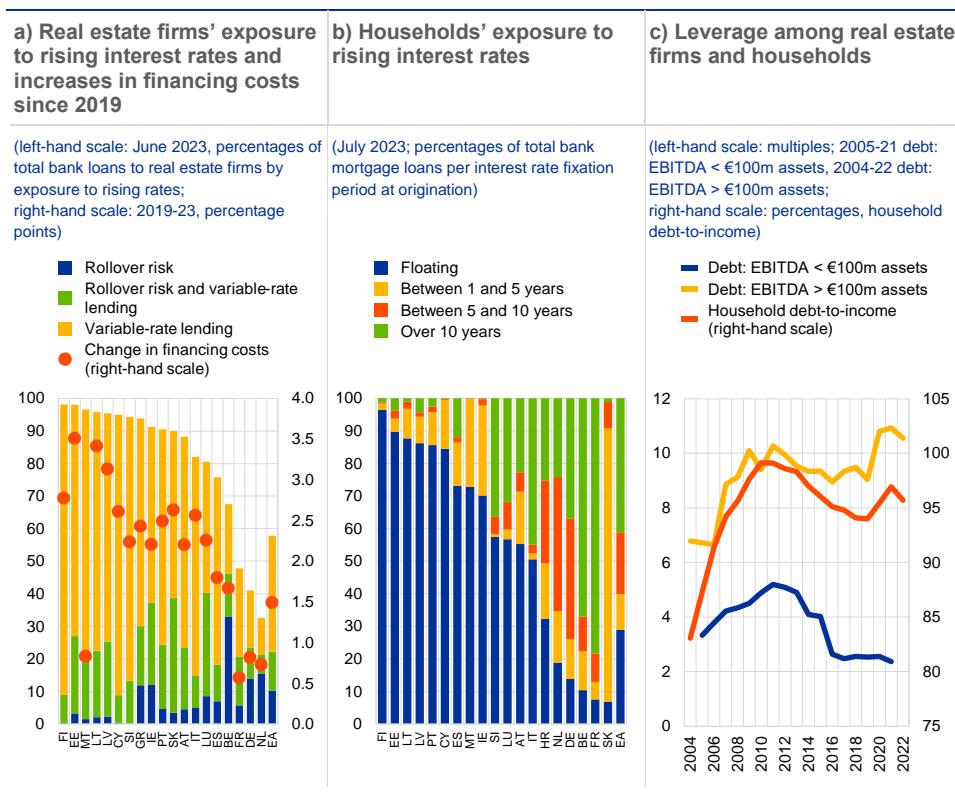 a) Real estate firms' exposure
to rising interest rates and
increases in financing costs
since 2019
(left-hand scale: June 2023, percentages of
total bank loans to real estate firms by
exposure to rising rates;
right-hand scale: 2019-23, percentage
points)
Rollover risk
Rollover risk and variable-rate
lending
Variable-rate lending
Change in financing costs
(right-hand scale)
100
90
80
70
60
50
40
30
20
10
0
4.0
3.5
3.0
2.5
2.0
1.5
1.0
0.5
0.0
FI
EE
MT
LT
LV
CY
SI
GR
IE
PT
SK
AT
IT
LU
ES
BE
FR
DE
NL
EA
b) Households' exposure to
rising interest rates
(July 2023; percentages of total bank
mortgage loans per interest rate fixation
period at origination)
Floating
Between 1 and 5 years
Between 5 and 10 years
Over 10 years
100
90
80
70
60
50
40
30
20
10
0
FI
EE
LT
LV
PT
CY
ES
MT
IE
SI
LU
AT
IT
HR
NL
DE
BE
FR
SK
EA
c) Leverage among real estate
firms and households
(left-hand scale: multiples; 2005-21 debt:
EBITDA < €100m assets, 2004-22 debt:
EBITDA > €100m assets;
right-hand scale: percentages, household
debt-to-income)
Debt: EBITDA < €100m assets
Debt: EBITDA > €100m assets
Household debt-to-income
(right-hand scale)
12
10
8
6
4
2
0
105
100
95
90
85
80
75
2004
2006
2008
2010
2012
2014
2016
2018
2020
2022